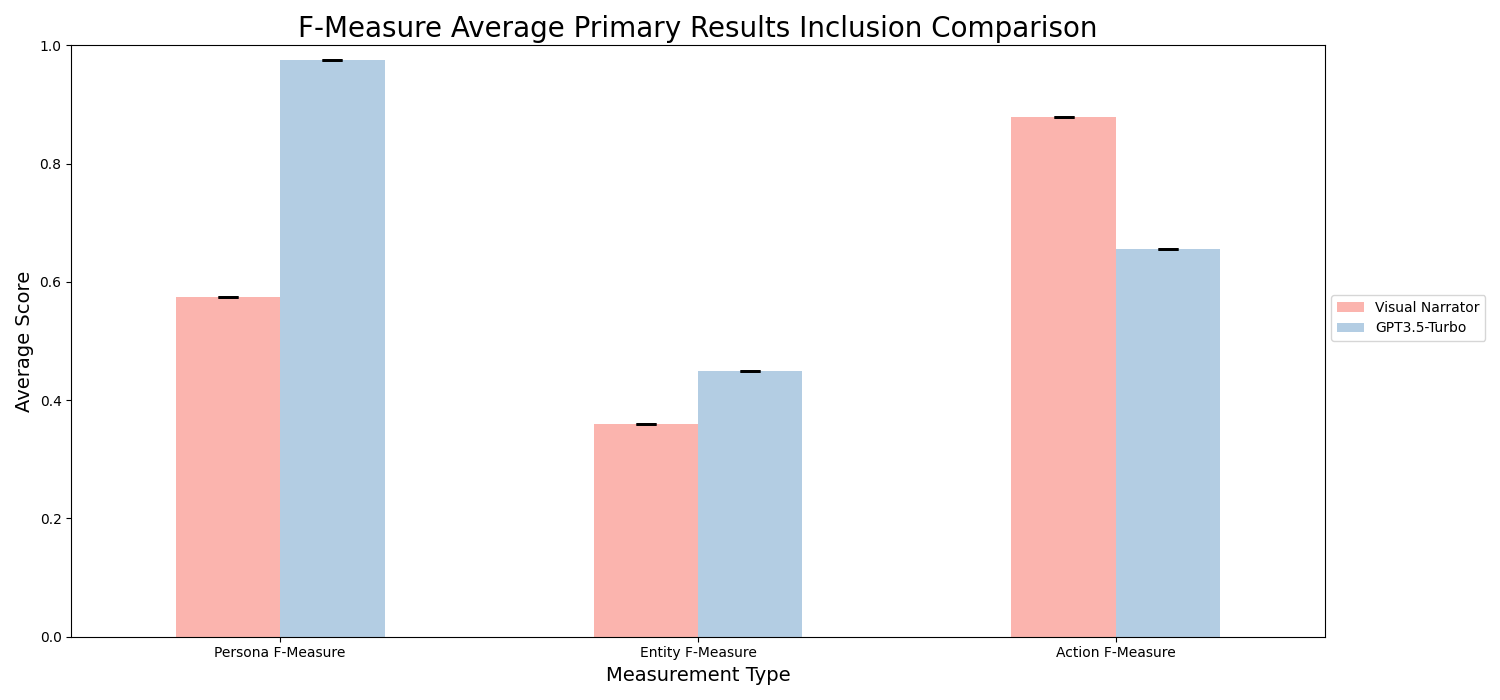 F-Measure Average Primary Results Inclusion Comparison
1.0
0.8
0.6
0.4
0.2
0.0
Average Score
Persona F-Measure
Entity F-Measure
Action F-Measure
Measurement Type
Visual Narrator
GPT3.5-Turbo